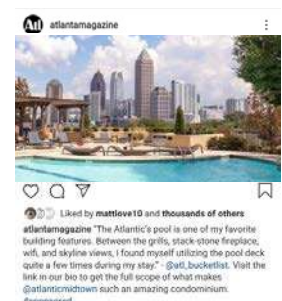 Atl atlantamagazine
Liked by mattlove10 and thousands of others
atlantamagazine "The Atlantic's pool is one of my favorite
building features. Between the grills, stack-stone fireplace,
wifi, and skyline views, I found myself utilizing the pool deck
quite a few times during my stay." - @atl_bucketlist. Visit the
link in our bio to get the full scope of what makes
@atlanticmidtown such an amazing condominium.
#sponsored